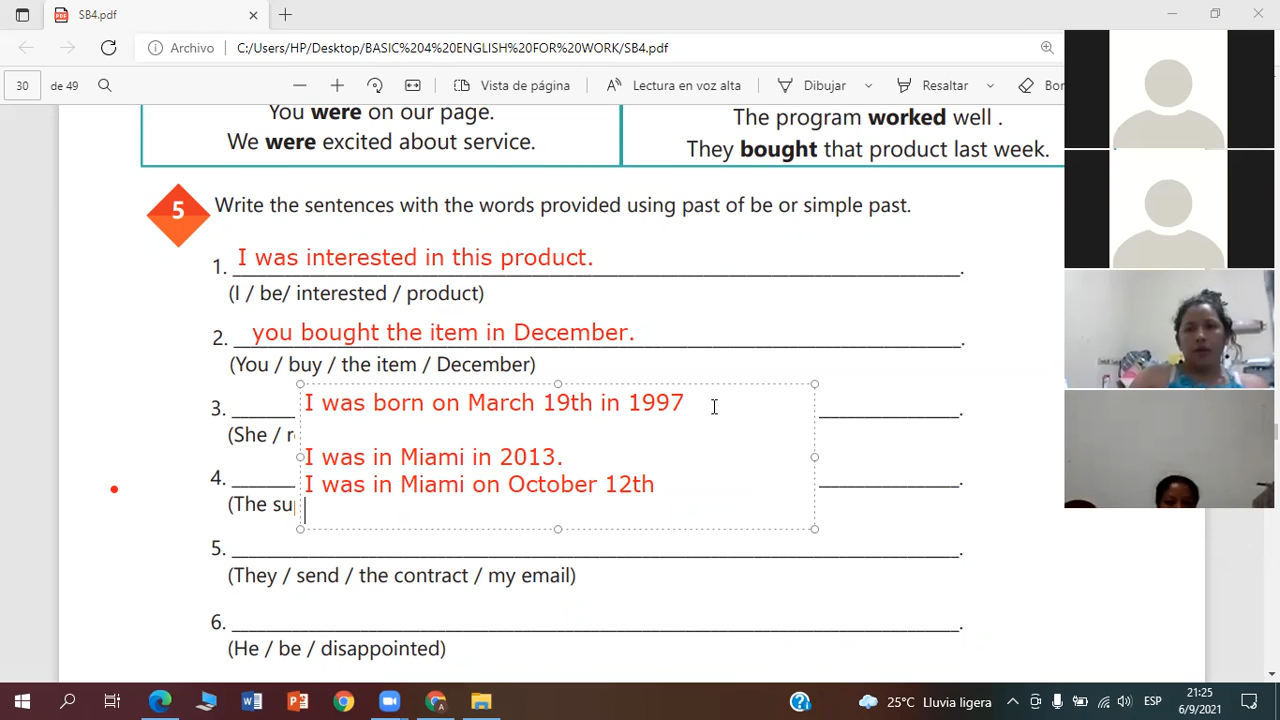 SB4.pdf
Archivo
C:/Users/HP/Desktop/BASIC%204%20ENGLISH%20FOR%20WORK/SB4.pdf
30 de 49
Vista de página
Lectura en voz alta
Dibujar
Resaltar
Bor
You were on our page.
We were excited about service.
The program worked well .
They bought that product last week.
5 Write the sentences with the words provided using past of be or simple past.
1. I was interested in this product. .
(I / be/ interested / product)
2. you bought the item in December. .
(You / buy / the item / December)
3. I was born on March 19th in 1997 .
(She / r
I was in Miami in 2013.
4. I was in Miami on October 12th .
(The su
5. .
(They / send / the contract / my email)
6. .
(He / be / disappointed)
25°C Lluvia ligera
ESP
21:25
6/9/2021